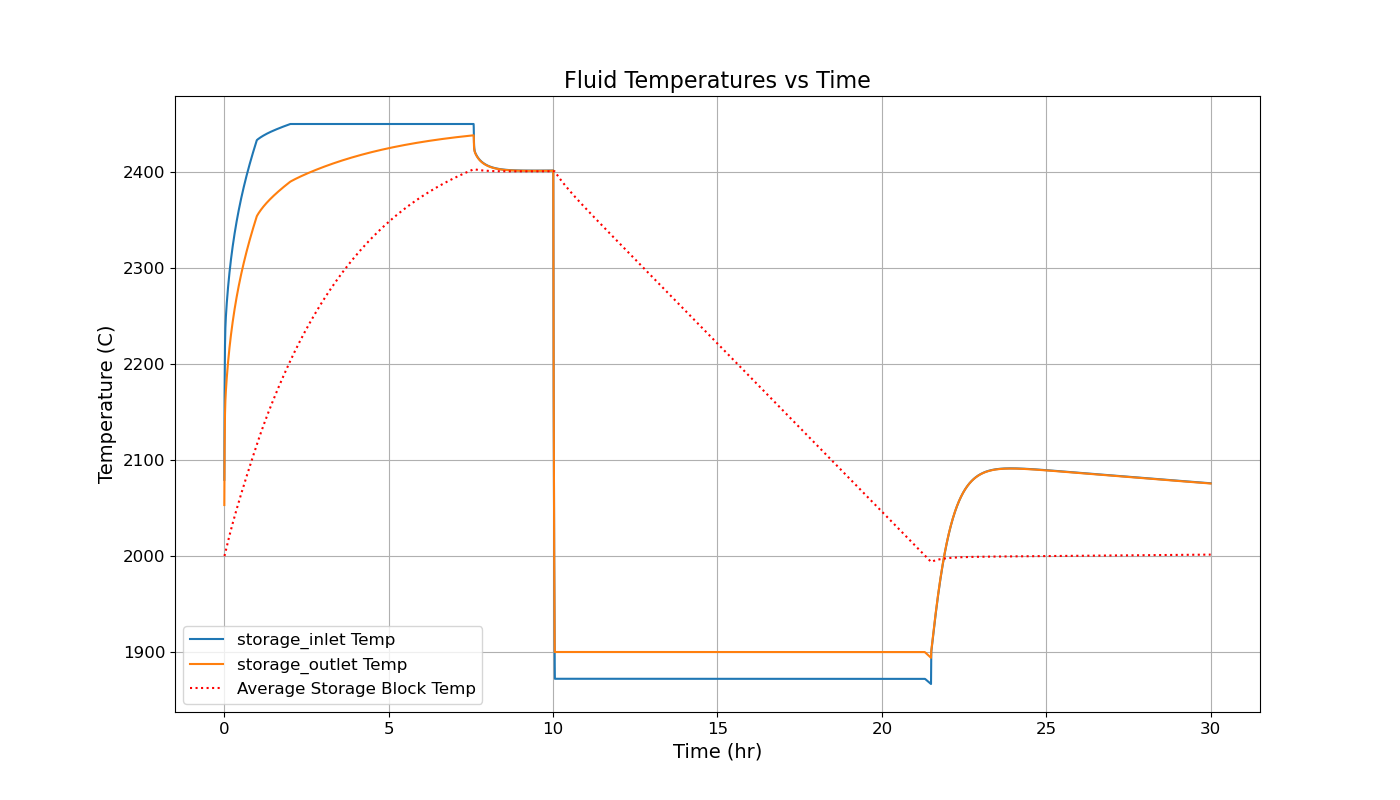 Fluid Temperatures vs Time
Temperature (C)
2400
2300
2200
2100
2000
1900
storage_inlet Temp
storage_outlet Temp
Average Storage Block Temp
0 5 10 15 20 25 30
Time (hr)